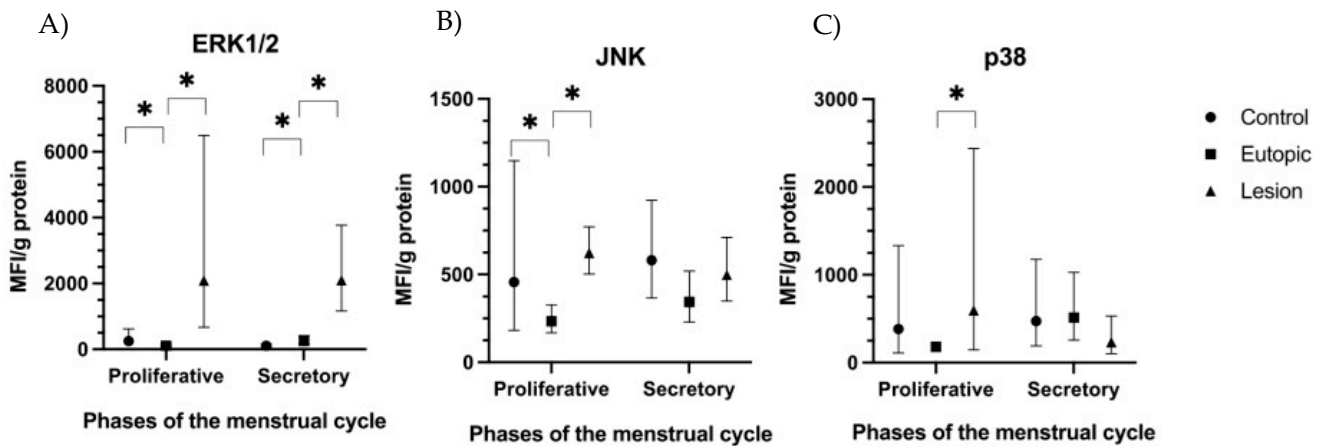 A)
ERK1/2
MFI/g protein
8000
6000
4000
2000
0
* * * *
Proliferative Secretory
Phases of the menstrual cycle
B)
JNK
MFI/g protein
1500
1000
500
0
* *
Proliferative Secretory
Phases of the menstrual cycle
C)
p38
MFI/g protein
3000
2000
1000
0
*
Proliferative Secretory
Phases of the menstrual cycle
Control
Eutopic
Lesion